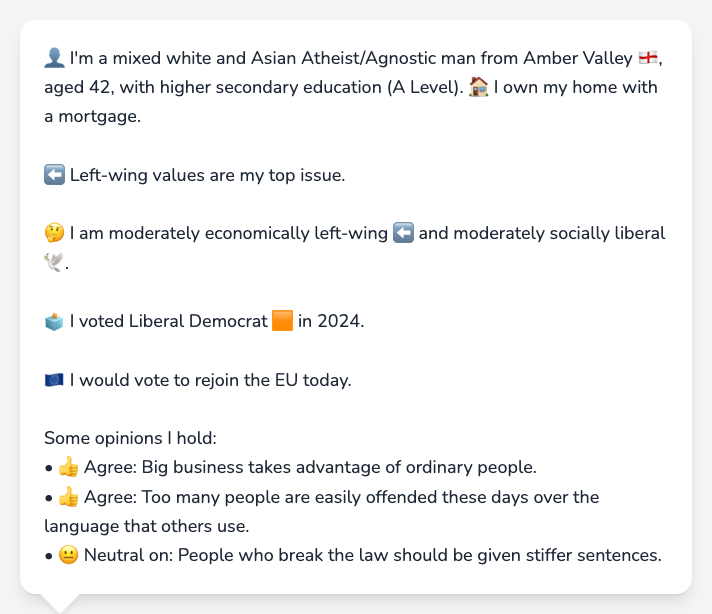 👤 I'm a mixed white and Asian Atheist/Agnostic man from Amber Valley 🏴󠁧󠁢󠁥󠁮󠁧󠁿,
aged 42, with higher secondary education (A Level). 🏠 I own my home with
a mortgage.
⬅️ Left-wing values are my top issue.
🤔 I am moderately economically left-wing ⬅️ and moderately socially liberal
🕊️.
🗳️ I voted Liberal Democrat 🟧 in 2024.
🇪🇺 I would vote to rejoin the EU today.
Some opinions I hold:
• 👍 Agree: Big business takes advantage of ordinary people.
• 👍 Agree: Too many people are easily offended these days over the
language that others use.
• 😐 Neutral on: People who break the law should be given stiffer sentences.